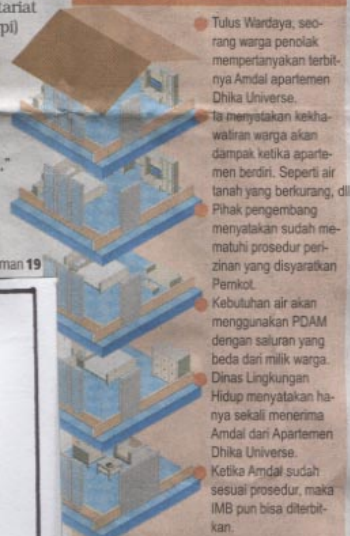 tariat
pi)
."
man 19
Tulus Wardaya, seo-
rang warga penolak
mempertanyakan terbit-
nya Amdal apartemen
Dhika Universe.
Ia menyatakan kekha-
watiran warga akan
dampak ketika aparte-
men berdiri. Seperti air
tanah yang berkurang, dll
Pihak pengembang
menyatakan sudah me-
matuhi prosedur peri-
zinan yang disyaratkan
Pemkot.
Kebutuhan air akan
menggunakan PDAM
dengan saluran yang
beda dari milik warga.
Dinas Lingkungan
Hidup menyatakan ha-
nya sekali menerima
Amdal dari Apartemen
Dhika Universe.
Ketika Amdal sudah
sesuai prosedur, maka
IMB pun bisa diterbit-
kan.